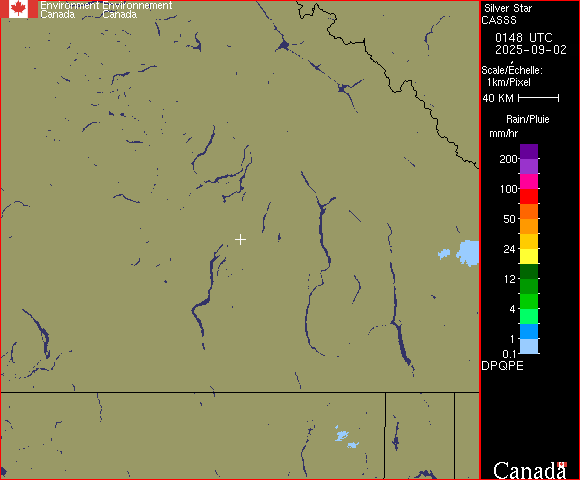 Environment Environnement
Canada Canada
Silver Star
CASSS
0148 UTC
2025-09-02
Scale/Échelle:
1km/Pixel
40 KM
Rain/Pluie
mm/hr
200
100
50
24
12
4
1
0.1
DPQPE
Canada